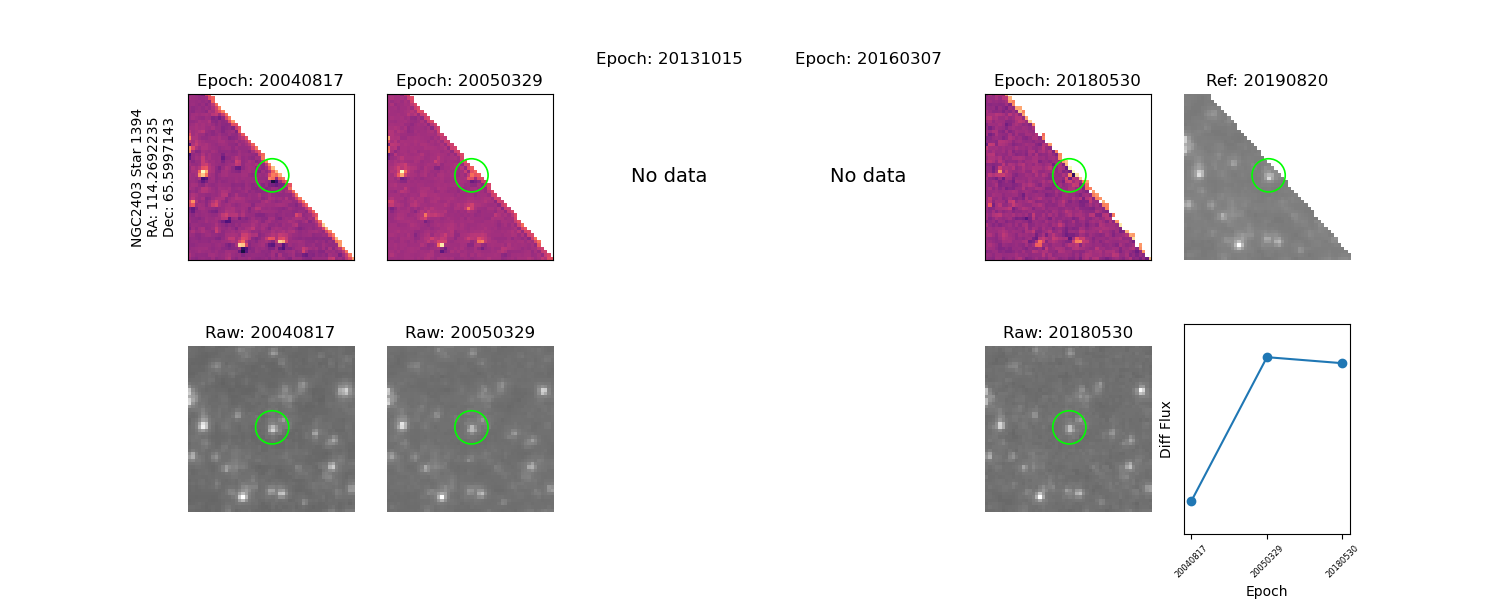 Epoch: 20131015
Epoch: 20160307
Epoch: 20040817
Epoch: 20050329
Epoch: 20180530
Ref: 20190820
NGC2403 Star 1394
RA: 114.2692235
Dec: 65.5997143
No data
No data
Raw: 20040817
Raw: 20050329
Raw: 20180530
Diff Flux
20040817
20050329
20180530
Epoch